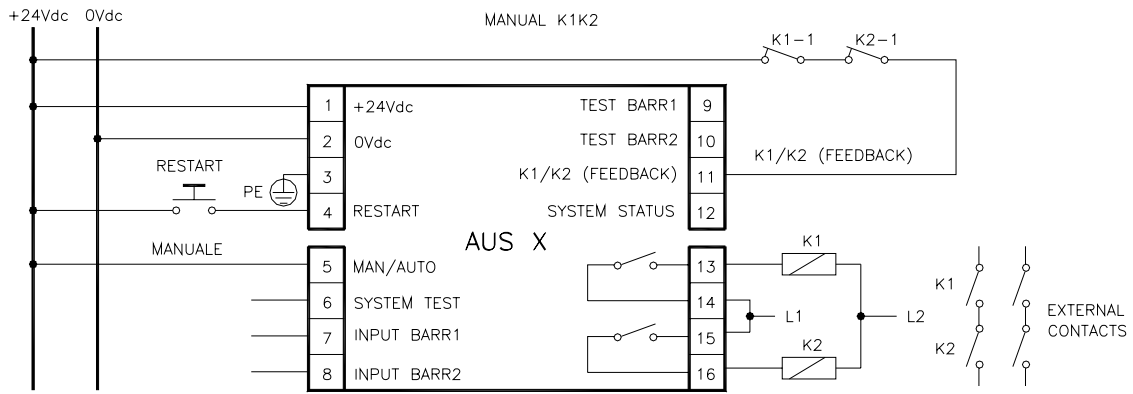 +24Vdc 0Vdc
MANUAL K1K2
K1-1 K2-1
1 +24Vdc TEST BARR1 9
2 0Vdc TEST BARR2 10
K1/K2 (FEEDBACK)
RESTART
PE 3 K1/K2 (FEEDBACK) 11
4 RESTART SYSTEM STATUS 12
AUS X
MANUALE
K1
5 MAN/AUTO 13
6 SYSTEM TEST 14
K1
L1 L2
EXTERNAL
CONTACTS
7 INPUT BARR1 15
K2
K2
8 INPUT BARR2 16